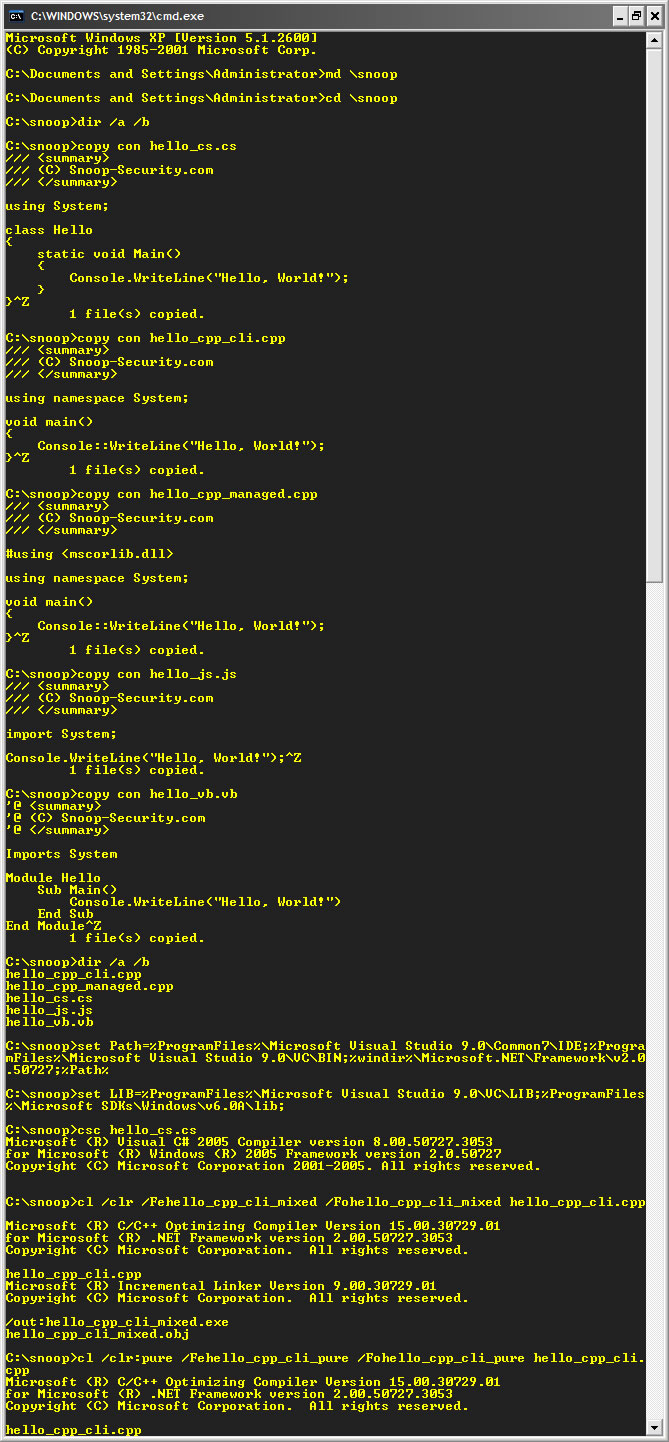 C:\WINDOWS\system32\cmd.exe
Microsoft Windows XP [Version 5.1.2600]
(C) Copyright 1985-2001 Microsoft Corp.
C:\Documents and Settings\Administrator>md \snoop
C:\Documents and Settings\Administrator>cd \snoop
C:\snoop>dir /a /b
C:\snoop>copy con hello_cs.cs
/// <summary>
/// (C) Snoop-Security.com
/// </summary>
using System;
class Hello
{
    static void Main()
    {
        Console.WriteLine("Hello, World!");
    }
}^Z
        1 file(s) copied.
C:\snoop>copy con hello_cpp_cli.cpp
/// <summary>
/// (C) Snoop-Security.com
/// </summary>
using namespace System;
void main()
{
    Console::WriteLine("Hello, World!");
}^Z
        1 file(s) copied.
C:\snoop>copy con hello_cpp_managed.cpp
/// <summary>
/// (C) Snoop-Security.com
/// </summary>
#using <mscorlib.dll>
using namespace System;
void main()
{
    Console::WriteLine("Hello, World!");
}^Z
        1 file(s) copied.
C:\snoop>copy con hello_js.js
/// <summary>
/// (C) Snoop-Security.com
/// </summary>
import System;
Console.WriteLine("Hello, World!");^Z
        1 file(s) copied.
C:\snoop>copy con hello_vb.vb
'@ <summary>
'@ (C) Snoop-Security.com
'@ </summary>
Imports System
Module Hello
    Sub Main()
        Console.WriteLine("Hello, World!")
    End Sub
End Module^Z
        1 file(s) copied.
C:\snoop>dir /a /b
hello_cpp_cli.cpp
hello_cpp_managed.cpp
hello_cs.cs
hello_js.js
hello_vb.vb
C:\snoop>set Path=%ProgramFiles%\Microsoft Visual Studio 9.0\Common7\IDE;%Progra
mFiles%\Microsoft Visual Studio 9.0\VC\BIN;%windir%\Microsoft.NET\Framework\v2.0
.50727;%Path%
C:\snoop>set LIB=%ProgramFiles%\Microsoft Visual Studio 9.0\VC\LIB;%ProgramFiles
%\Microsoft SDKs\Windows\v6.0A\lib;
C:\snoop>csc hello_cs.cs
Microsoft (R) Visual C# 2005 Compiler version 8.00.50727.3053
for Microsoft (R) Windows (R) 2005 Framework version 2.0.50727
Copyright (C) Microsoft Corporation 2001-2005. All rights reserved.
C:\snoop>cl /clr /Fehello_cpp_cli_mixed /Fohello_cpp_cli_mixed hello_cpp_cli.cpp
Microsoft (R) C/C++ Optimizing Compiler Version 15.00.30729.01
for Microsoft (R) .NET Framework version 2.00.50727.3053
Copyright (C) Microsoft Corporation.  All rights reserved.
hello_cpp_cli.cpp
Microsoft (R) Incremental Linker Version 9.00.30729.01
Copyright (C) Microsoft Corporation.  All rights reserved.
/out:hello_cpp_cli_mixed.exe
hello_cpp_cli_mixed.obj
C:\snoop>cl /clr:pure /Fehello_cpp_cli_pure /Fohello_cpp_cli_pure hello_cpp_cli.
cpp
Microsoft (R) C/C++ Optimizing Compiler Version 15.00.30729.01
for Microsoft (R) .NET Framework version 2.00.50727.3053
Copyright (C) Microsoft Corporation.  All rights reserved.
hello_cpp_cli.cpp